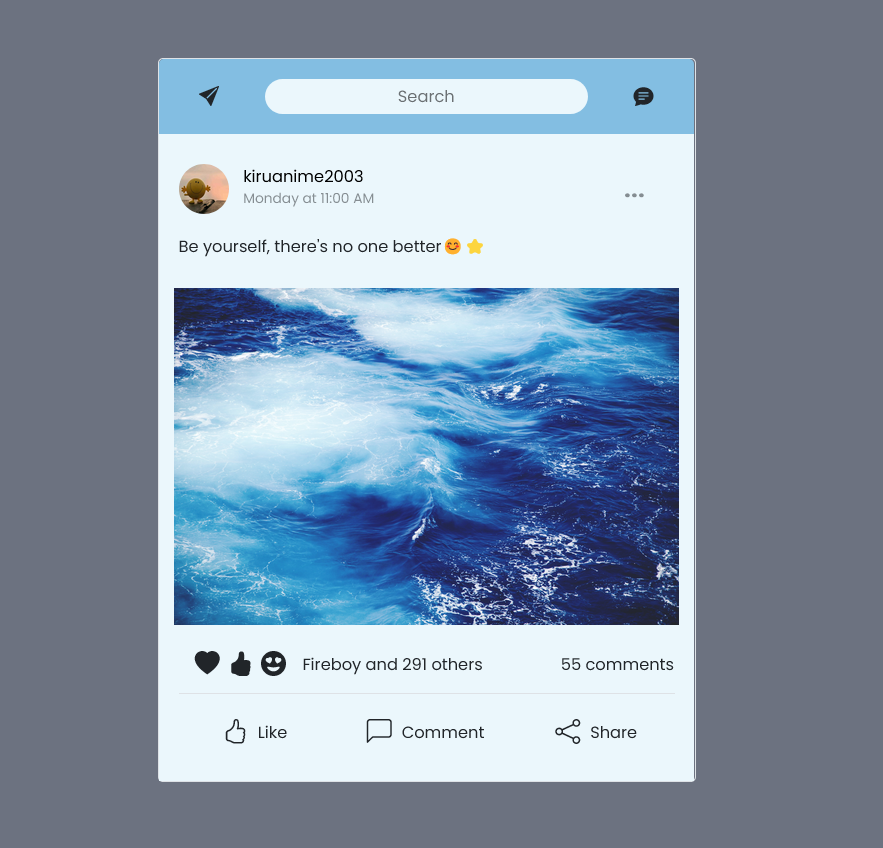 Search
kiruanime2003
Monday at 11:00 AM
Be yourself, there's no one better😊⭐
Fireboy and 291 others
55 comments
Like
Comment
Share